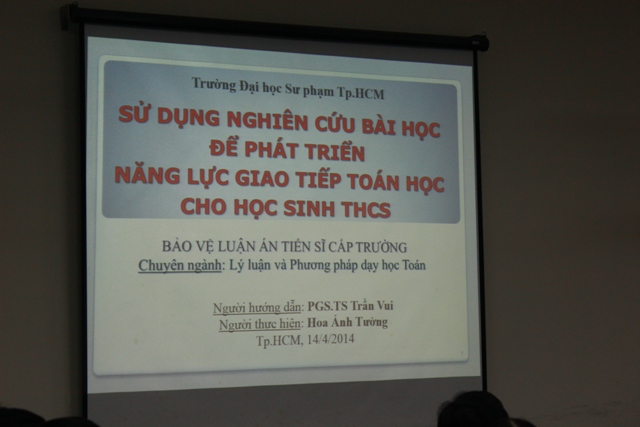 Trường Đại học Sư phạm Tp.HCM
SỬ DỤNG NGHIÊN CỨU BÀI HỌC
ĐỂ PHÁT TRIỂN
NĂNG LỰC GIAO TIẾP TOÁN HỌC
CHO HỌC SINH THCS
BẢO VỆ LUẬN ÁN TIẾN SĨ CẤP TRƯỜNG
Chuyên ngành: Lý luận và Phương pháp dạy học Toán
Người hướng dẫn: PGS.TS Trần Vui
Người thực hiện: Hoa Ánh Tường
Tp.HCM, 14/4/2014